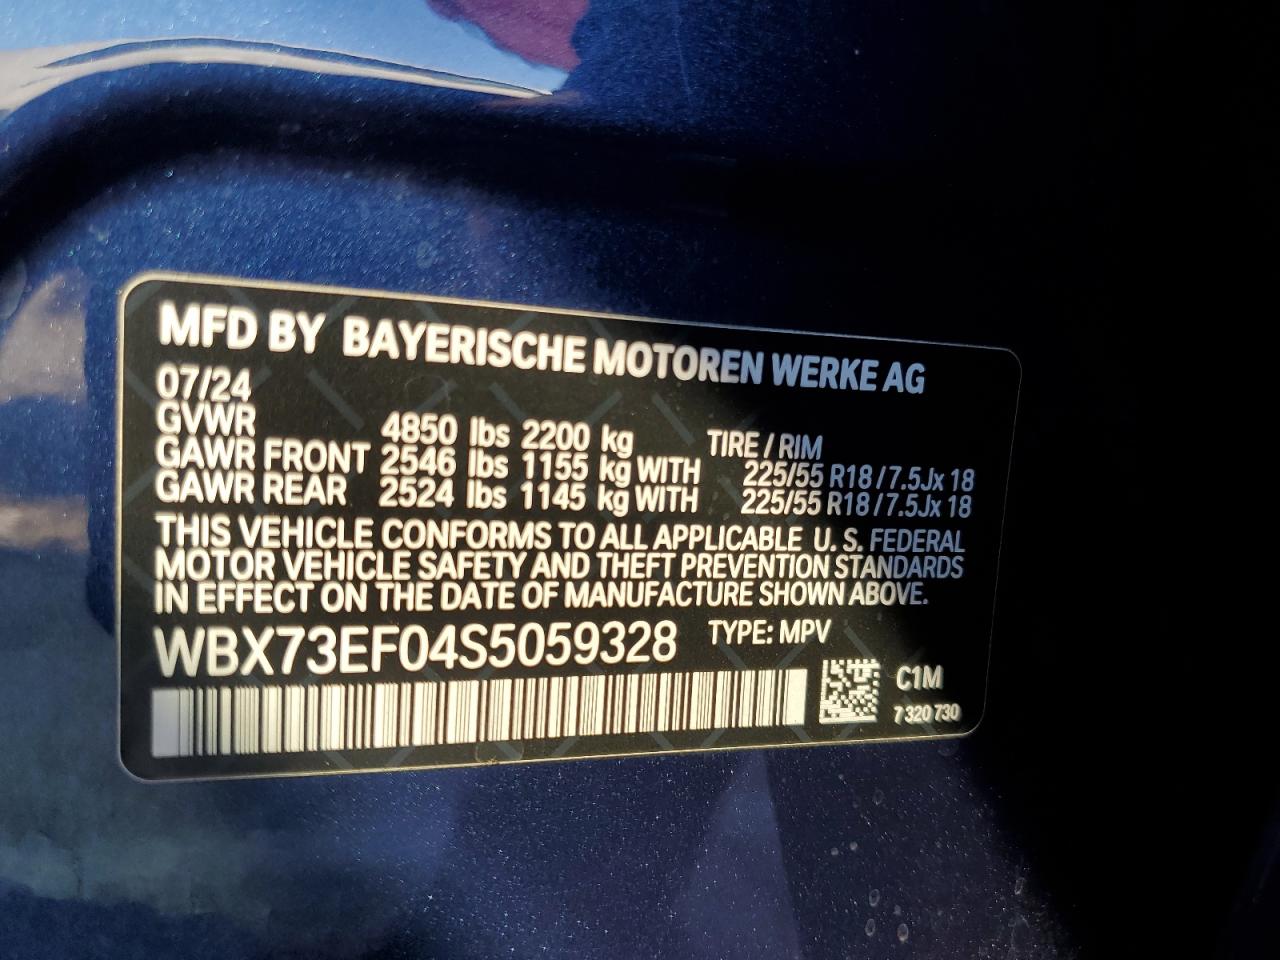 MFD BY BAYERISCHE MOTOREN WERKE AG
07/24
GVWR 4850 lbs 2200 kg TIRE / RIM
GAWR FRONT 2546 lbs 1155 kg WITH 225/55 R18 / 7.5Jx 18
GAWR REAR 2524 lbs 1145 kg WITH 225/55 R18 / 7.5Jx 18
THIS VEHICLE CONFORMS TO ALL APPLICABLE U. S. FEDERAL
MOTOR VEHICLE SAFETY AND THEFT PREVENTION STANDARDS
IN EFFECT ON THE DATE OF MANUFACTURE SHOWN ABOVE.
WBX73EF04S5059328 TYPE: MPV
C1M
7 320 730